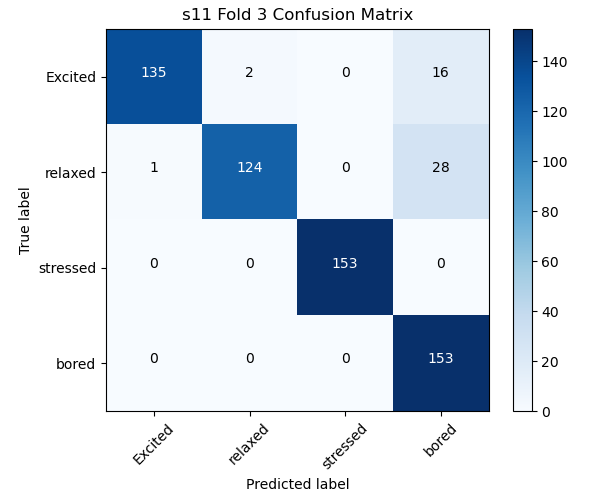 s11 Fold 3 Confusion Matrix
Excited 135 2 0 16
relaxed 1 124 0 28
stressed 0 0 153 0
bored 0 0 0 153
Excited relaxed stressed bored
Predicted label
True label
140
120
100
80
60
40
20
0